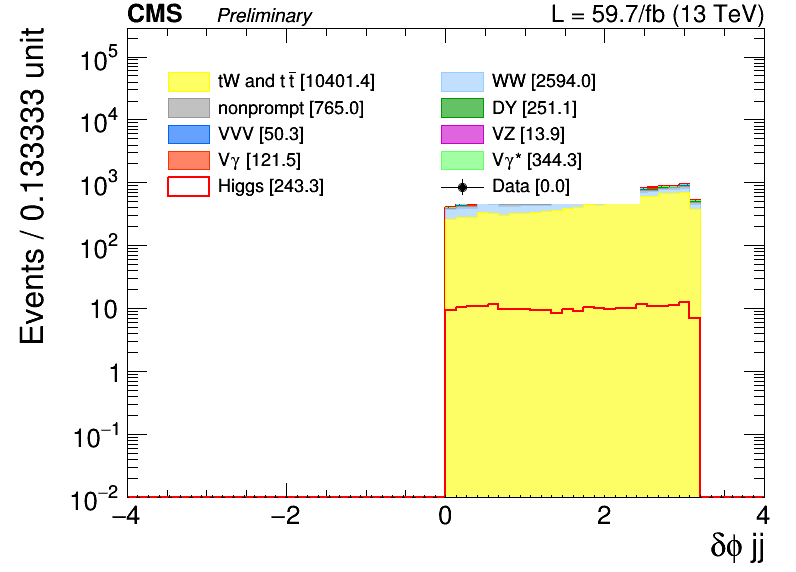 CMS Preliminary L = 59.7/fb (13 TeV)
Events / 0.133333 unit
10⁵
10⁴
10³
10²
10
1
10⁻¹
10⁻²
tW and tt̄ [10401.4]
WW [2594.0]
nonprompt [765.0]
DY [251.1]
VVV [50.3]
VZ [13.9]
Vγ [121.5]
Vγ* [344.3]
Higgs [243.3]
Data [0.0]
−4 −2 0 2 4
δϕ jj